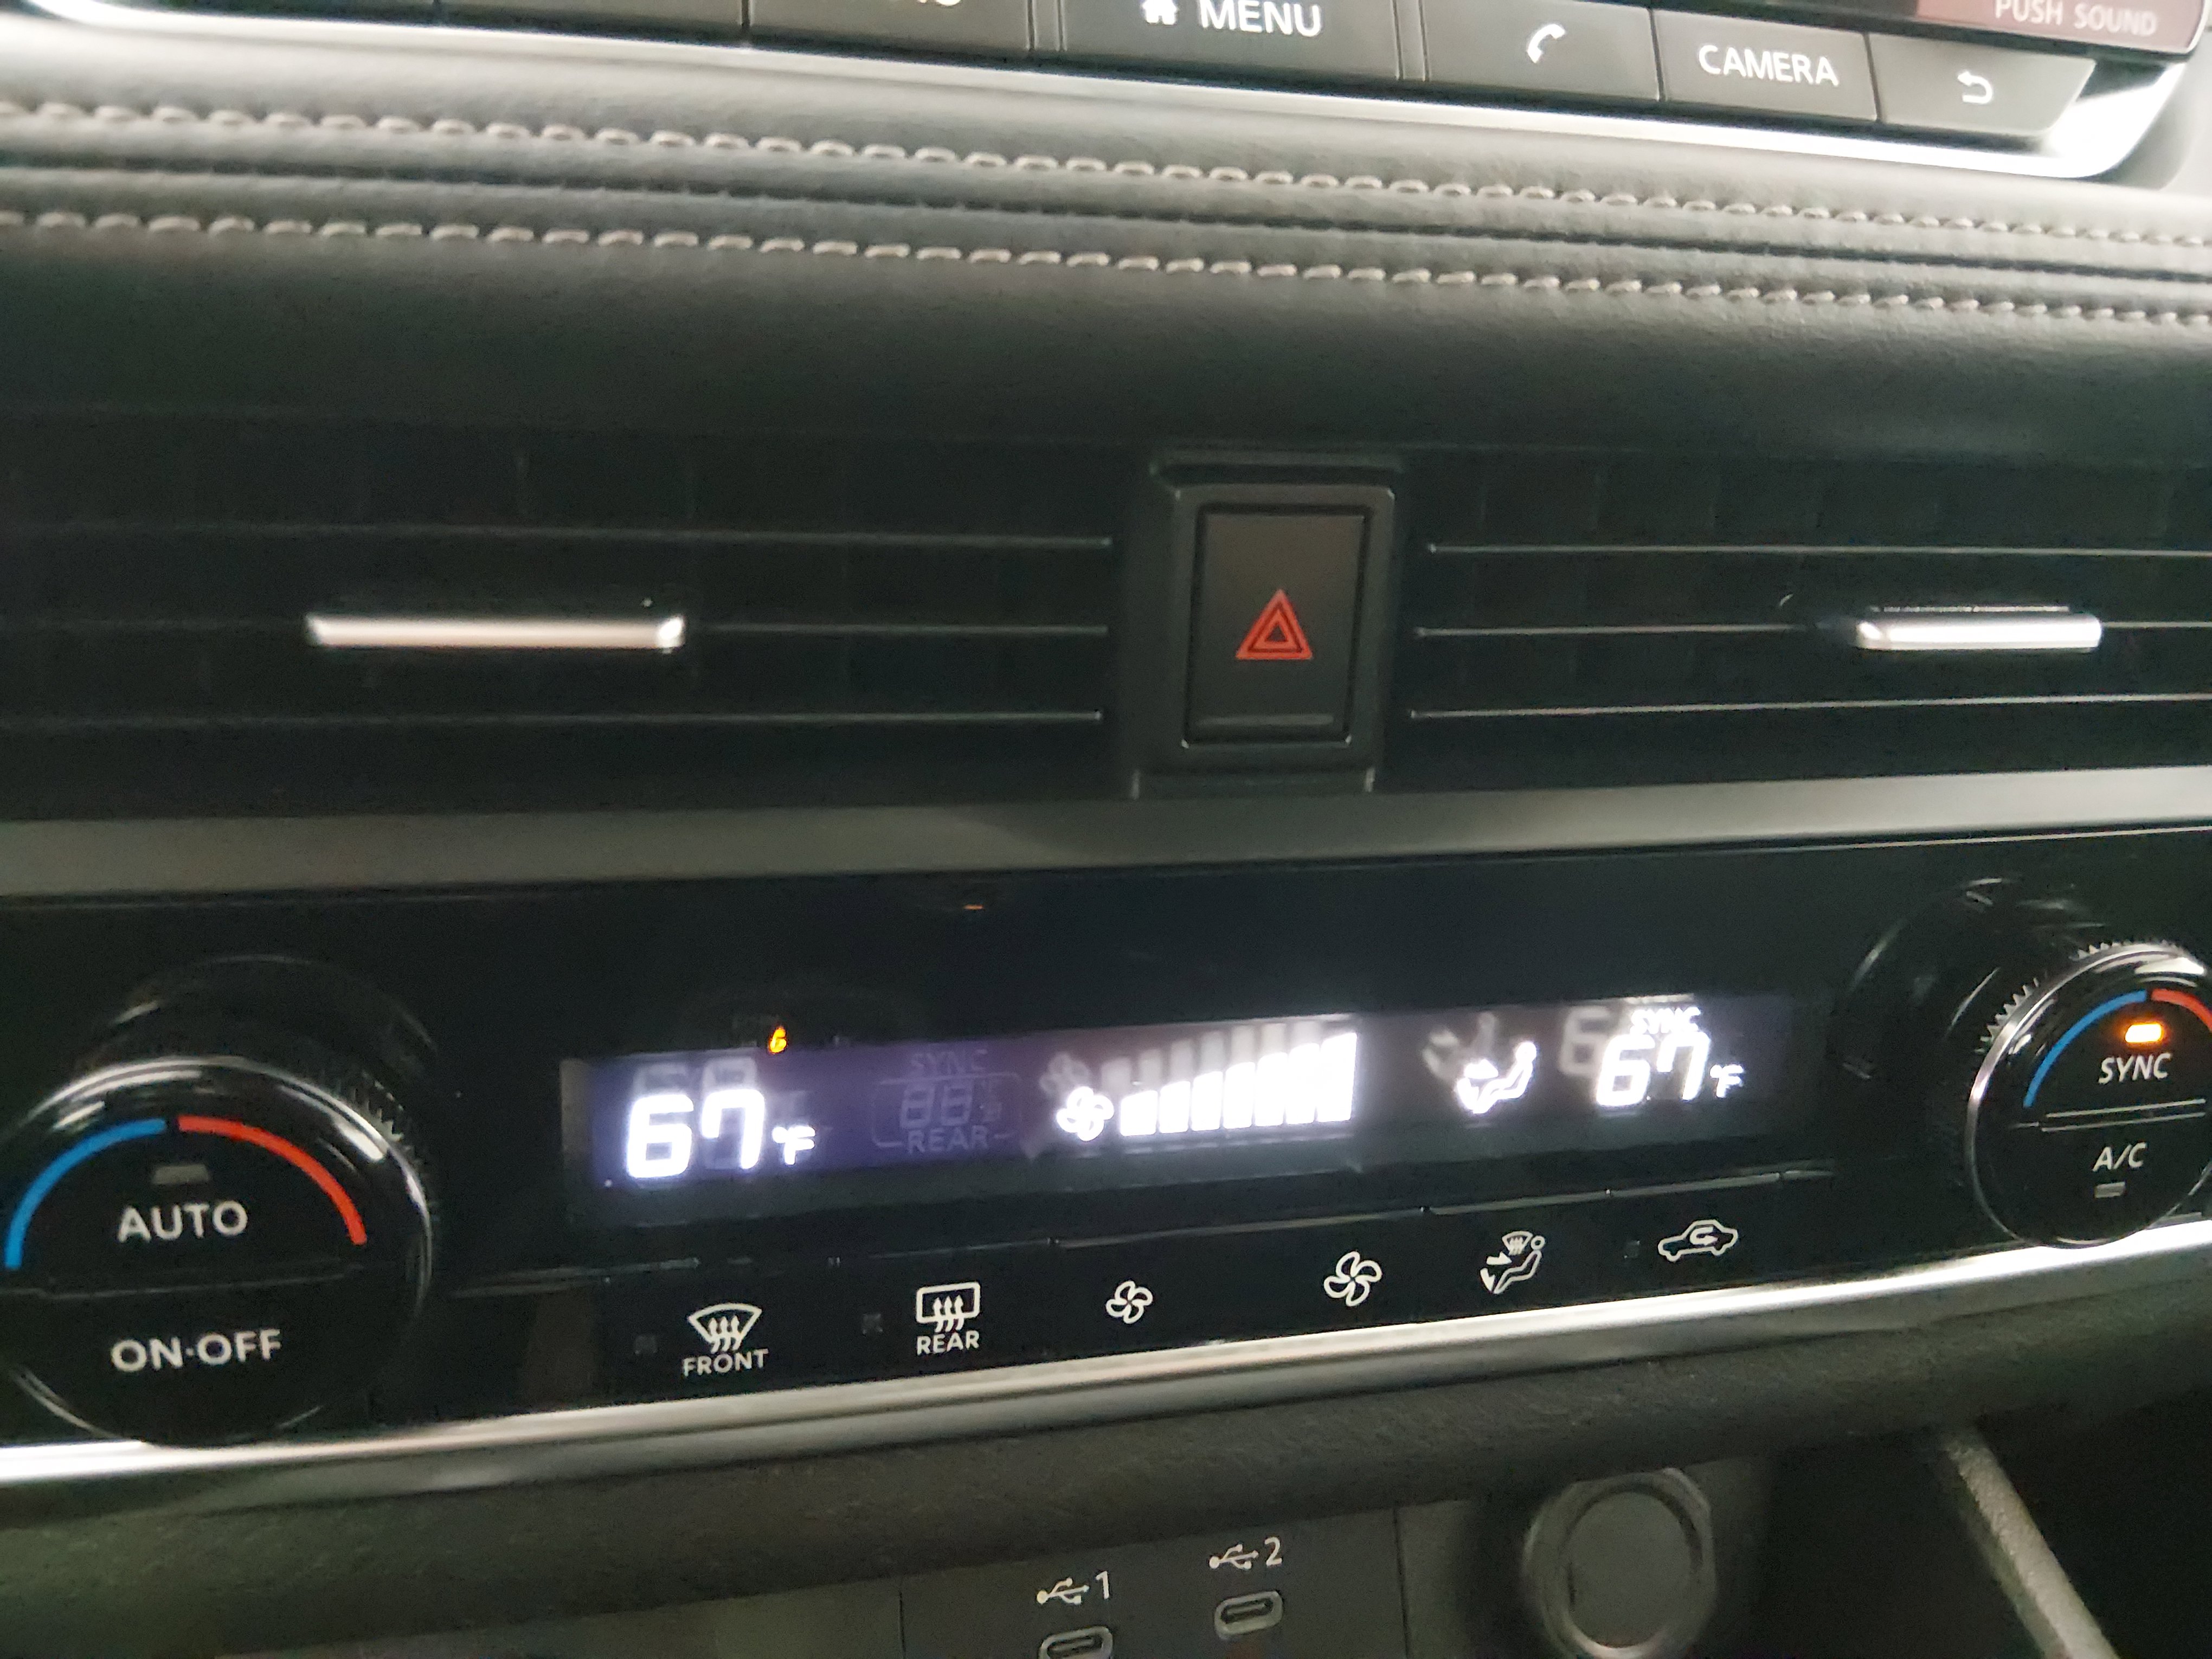 MENU
CAMERA
PUSH SOUND
67°F
SYNC
REAR
SYNC
67°F
SYNC
A/C
AUTO
ON·OFF
FRONT
REAR
1
2